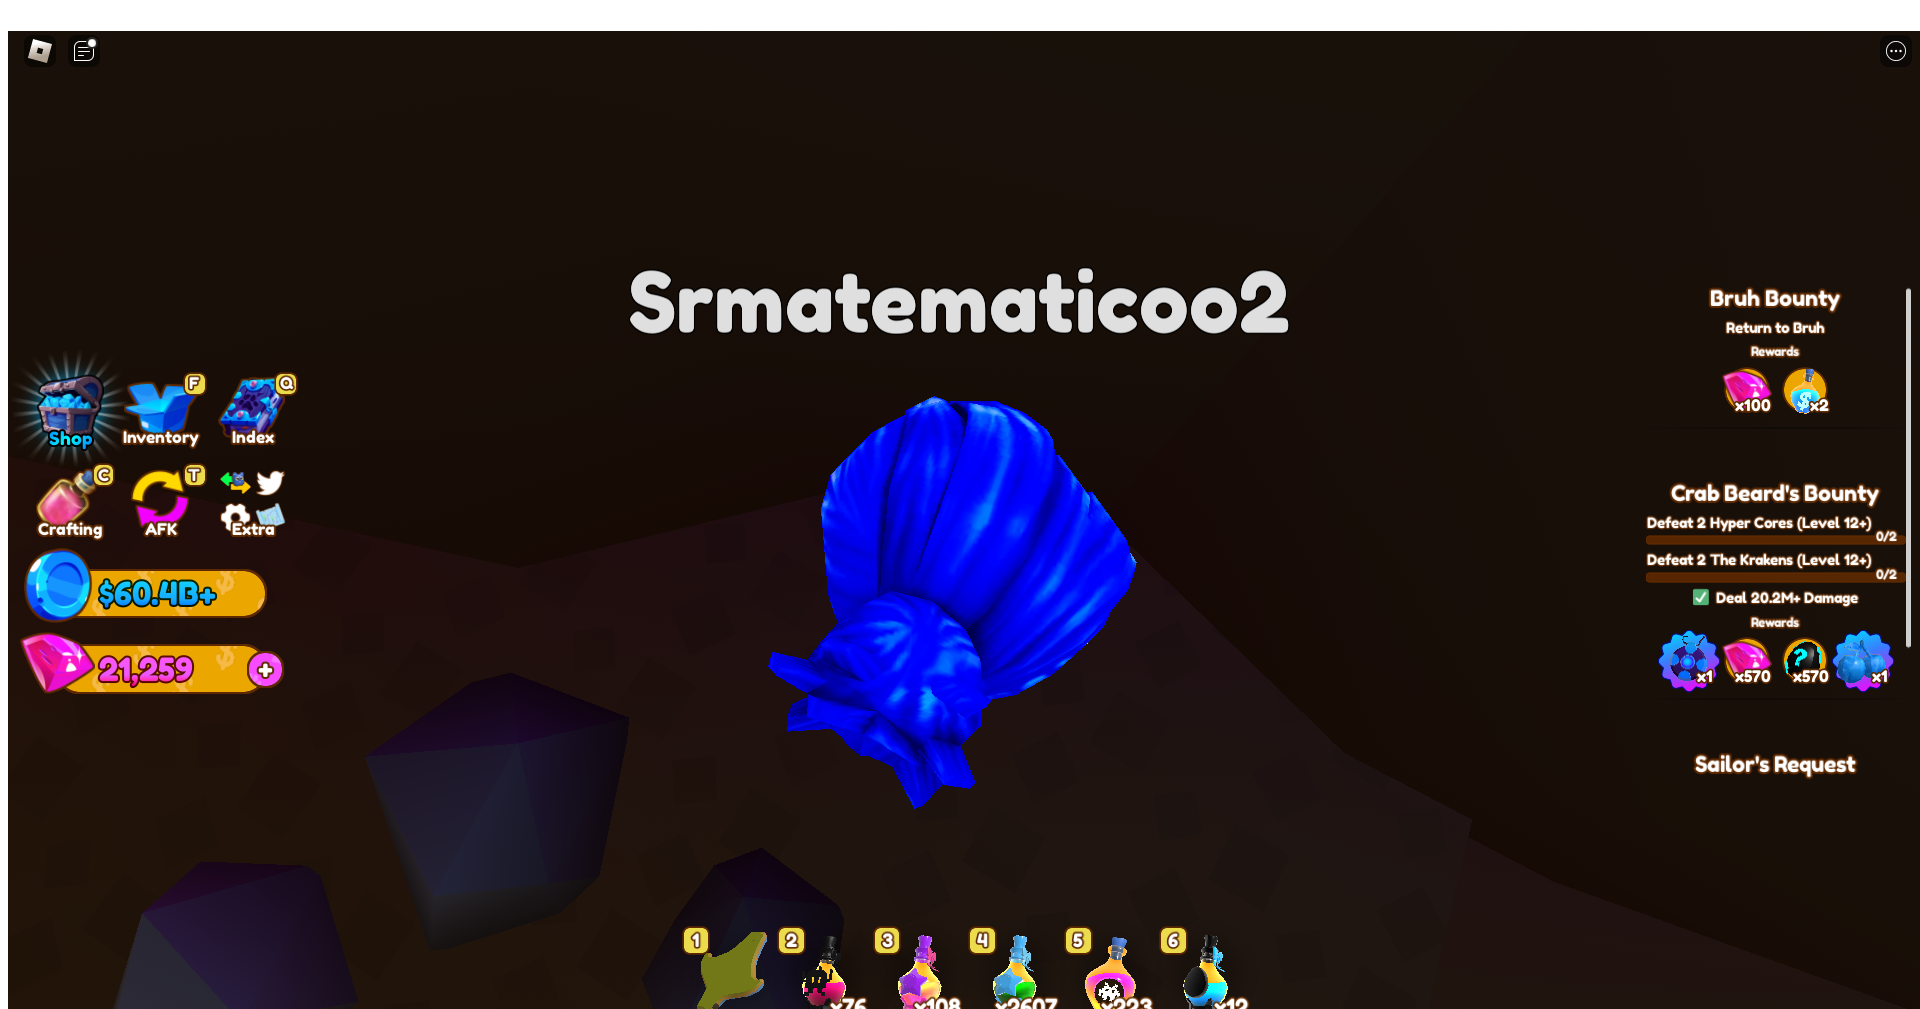 Srmatematicoo2
Shop
F
Inventory
Q
Index
C
Crafting
T
AFK
Extra
$60.4B+
21,259
+
Bruh Bounty
Return to Bruh
Rewards
x100
x2
Crab Beard's Bounty
Defeat 2 Hyper Cores (Level 12+)
0/2
Defeat 2 The Krakens (Level 12+)
0/2
✅ Deal 20.2M+ Damage
Rewards
x1
x570
x570
x1
Sailor's Request
1
2
3
4
5
6
x76
x108
x2607
x223
x12